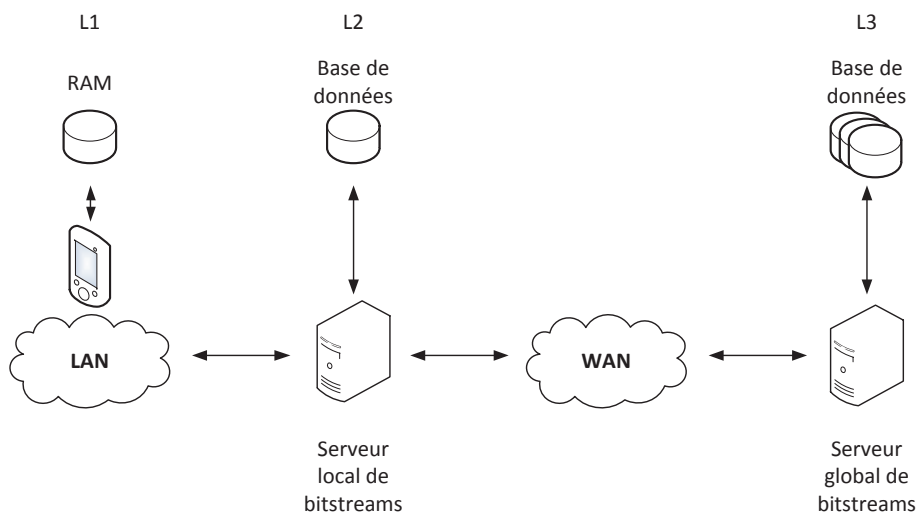 L1
L2
L3
RAM
Base de
données
Base de
données
LAN
WAN
Serveur
local de
bitstreams
Serveur
global de
bitstreams